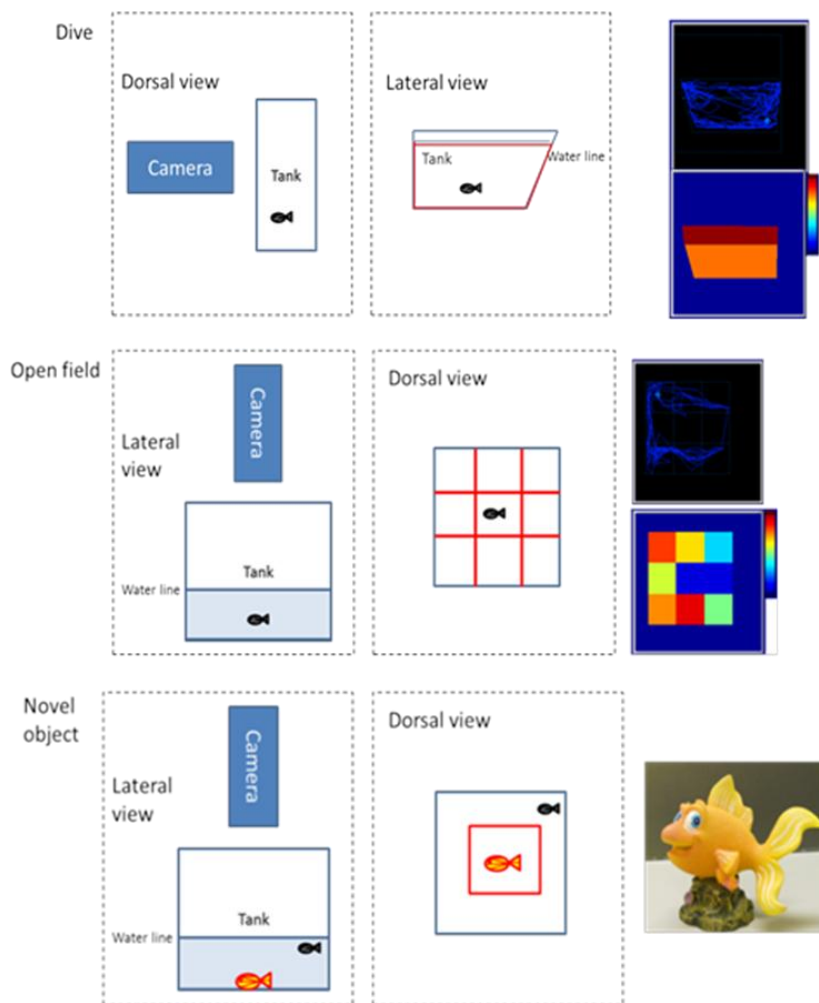 Dive
Dorsal view
Camera
Tank
Lateral view
Tank
Water line
Open field
Camera
Lateral
view
Tank
Water line
Dorsal view
Novel
object
Camera
Lateral
view
Tank
Water line
Dorsal view